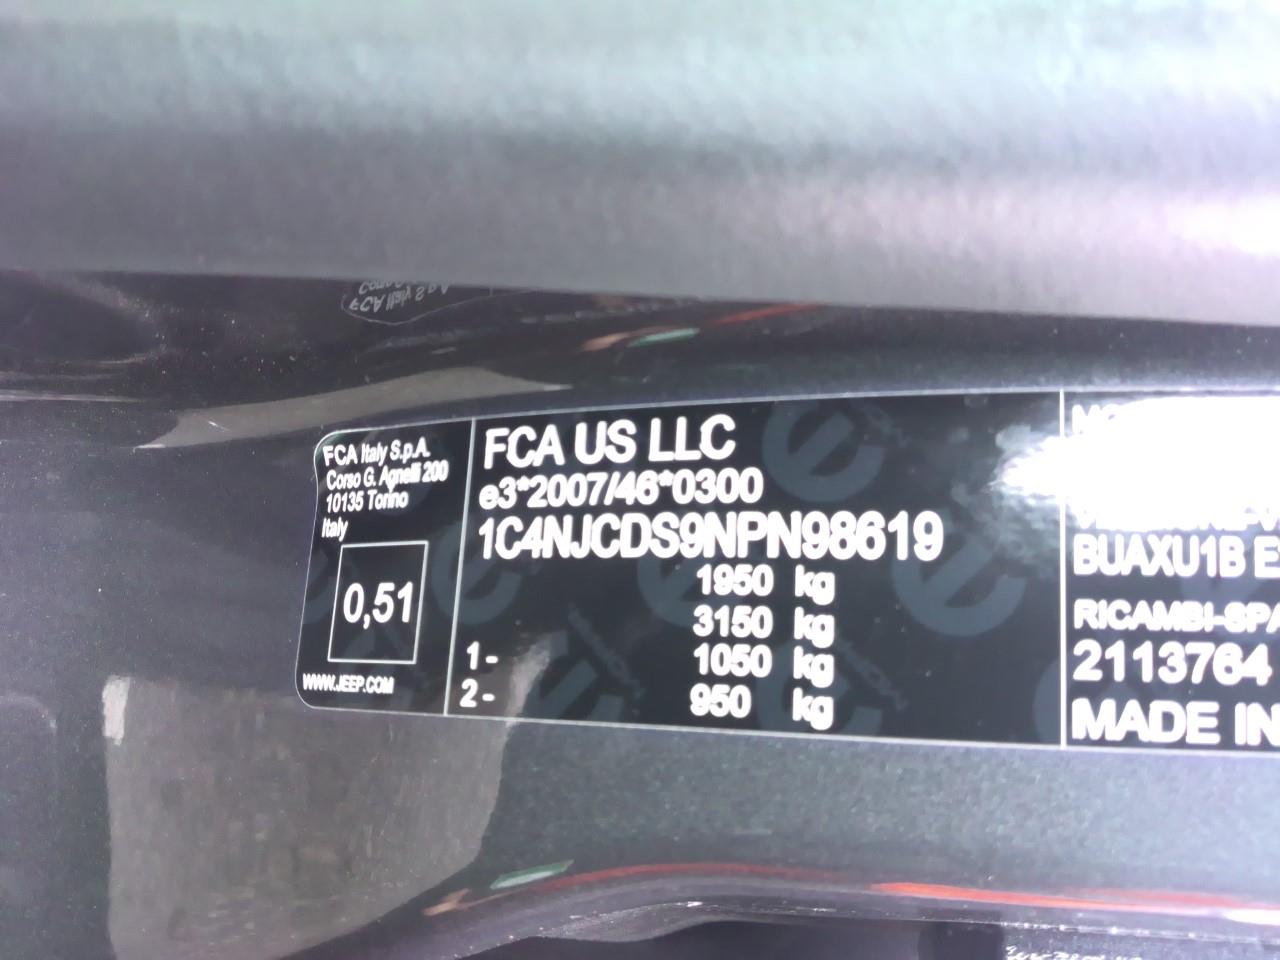 FCA Italy S.p.A.
Corso G. Agnelli 200
10135 Torino
Italy
0,51
WWW.JEEP.COM
FCA US LLC
e3*2007/46*0300
1C4NJCDS9NPN98619
1950 kg
3150 kg
1- 1050 kg
2- 950 kg
BUAXU1B
RICAMBI-SPA
2113764
MADE IN